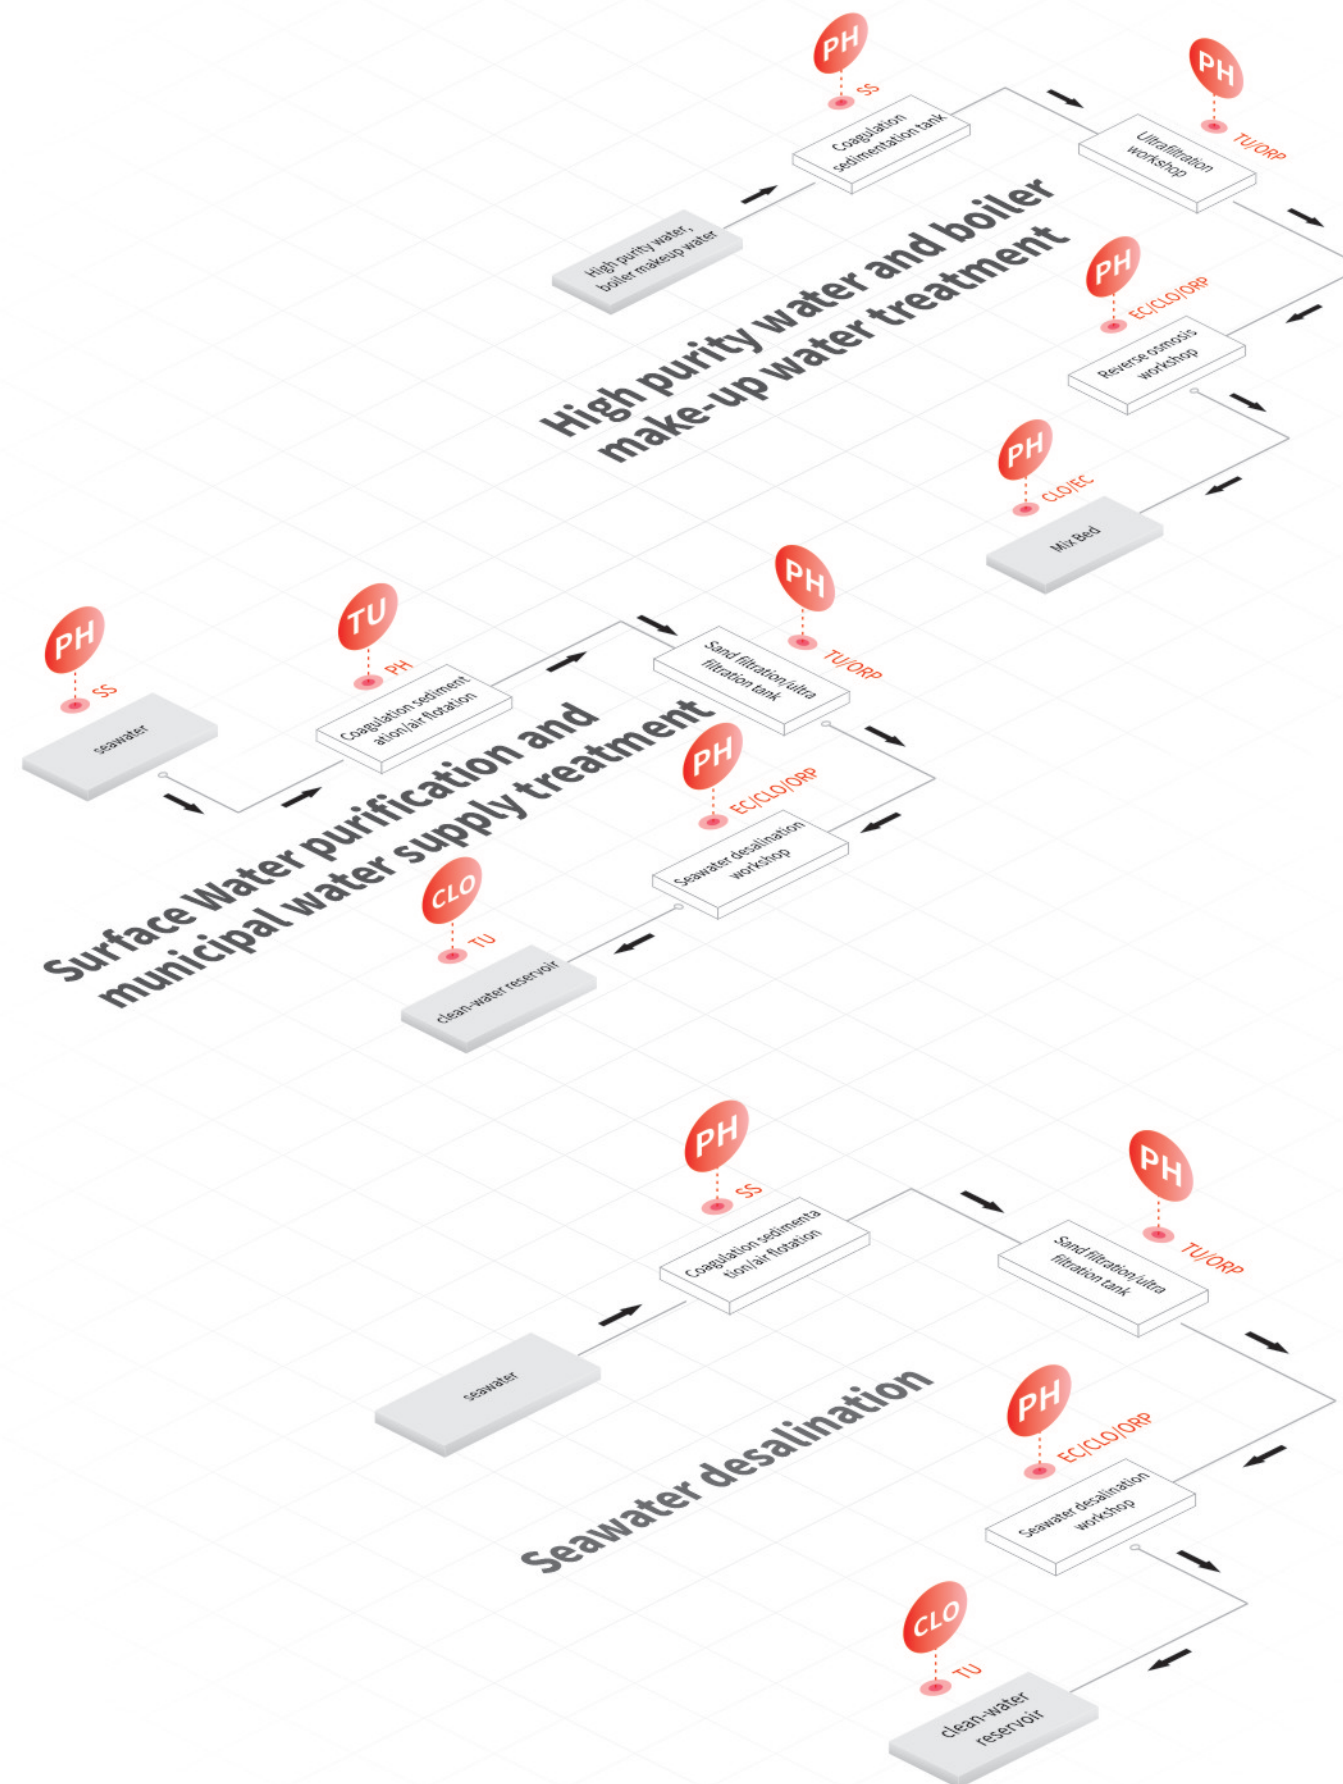 PH
SS
Coagulation
sedimentation tank
PH
TU/ORP
Ultrafiltration
workshop
High purity water,
boiler makeup water
High purity water and boiler
make-up water treatment
PH
EC/CLO/ORP
Reverse osmosis
workshop
PH
CLO/EC
Mix Bed
PH
SS
seawater
TU
PH
Coagulation sediment
ation/air flotation
PH
TU/ORP
Sand filtration/ultra
filtration tank
Surface Water purification and
municipal water supply treatment
PH
EC/CLO/ORP
Seawater desalination
workshop
CLO
TU
clean-water reservoir
PH
SS
Coagulation sedimenta
tion/air flotation
PH
TU/ORP
Sand filtration/ultra
filtration tank
seawater
Seawater desalination
PH
EC/CLO/ORP
Seawater desalination
workshop
CLO
TU
clean-water
reservoir